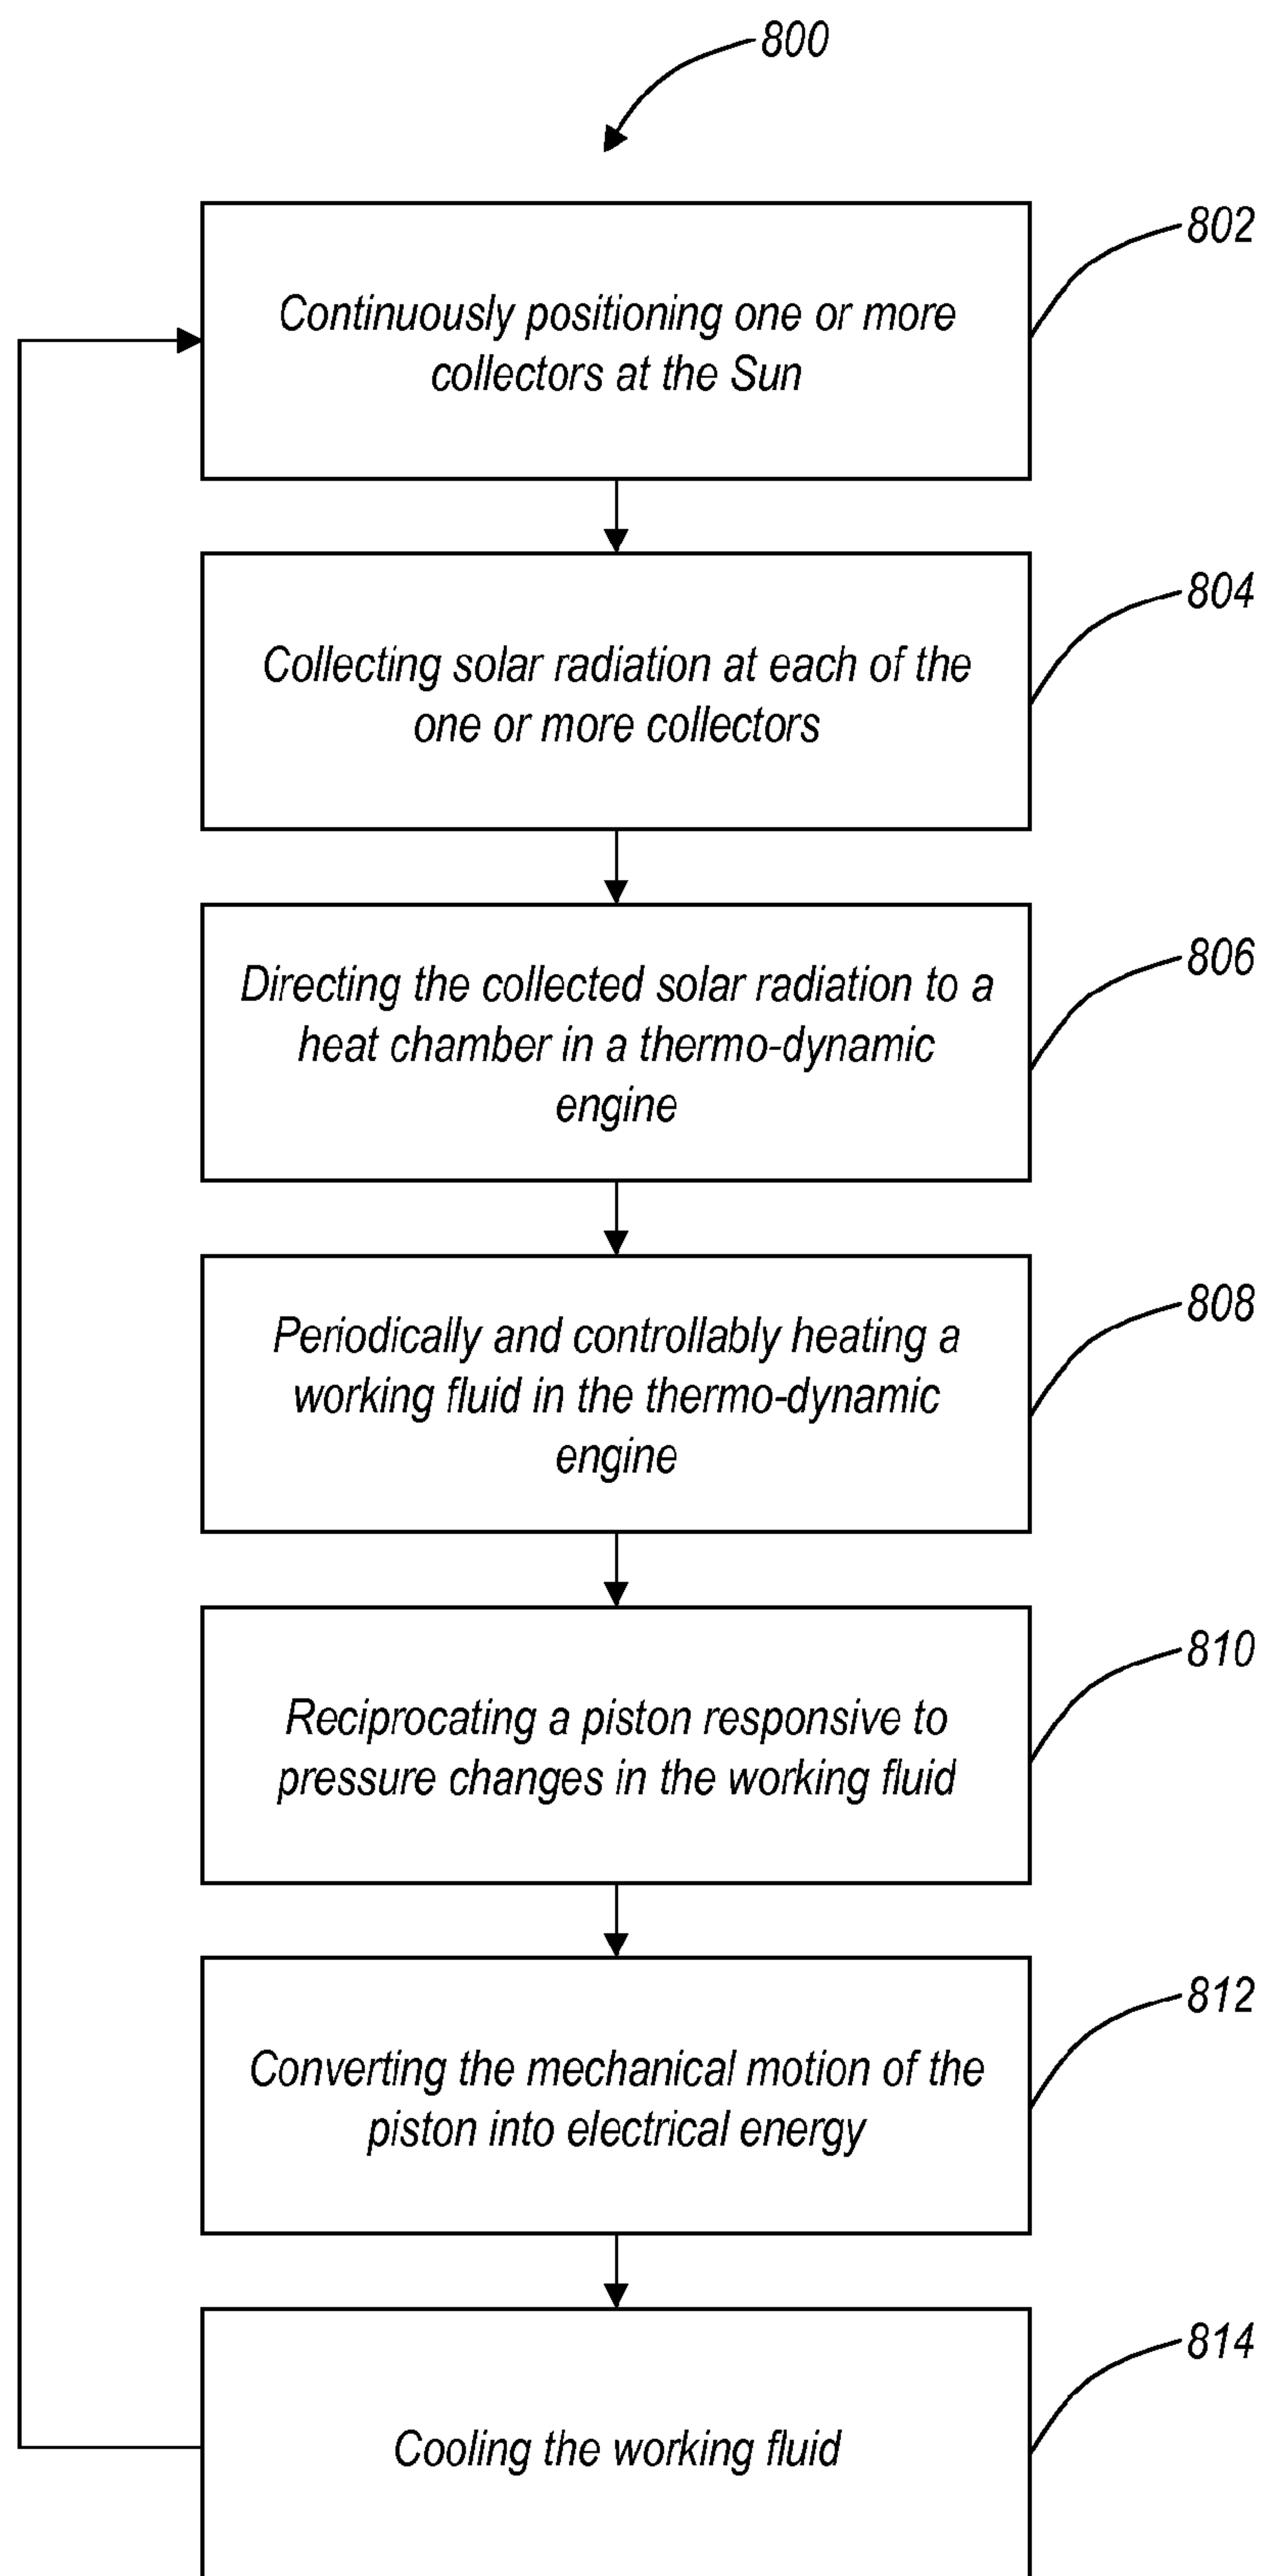 800
802
Continuously positioning one or more
collectors at the Sun
804
Collecting solar radiation at each of the
one or more collectors
806
Directing the collected solar radiation to a
heat chamber in a thermo-dynamic
engine
808
Periodically and controllably heating a
working fluid in the thermo-dynamic
engine
810
Reciprocating a piston responsive to
pressure changes in the working fluid
812
Converting the mechanical motion of the
piston into electrical energy
814
Cooling the working fluid